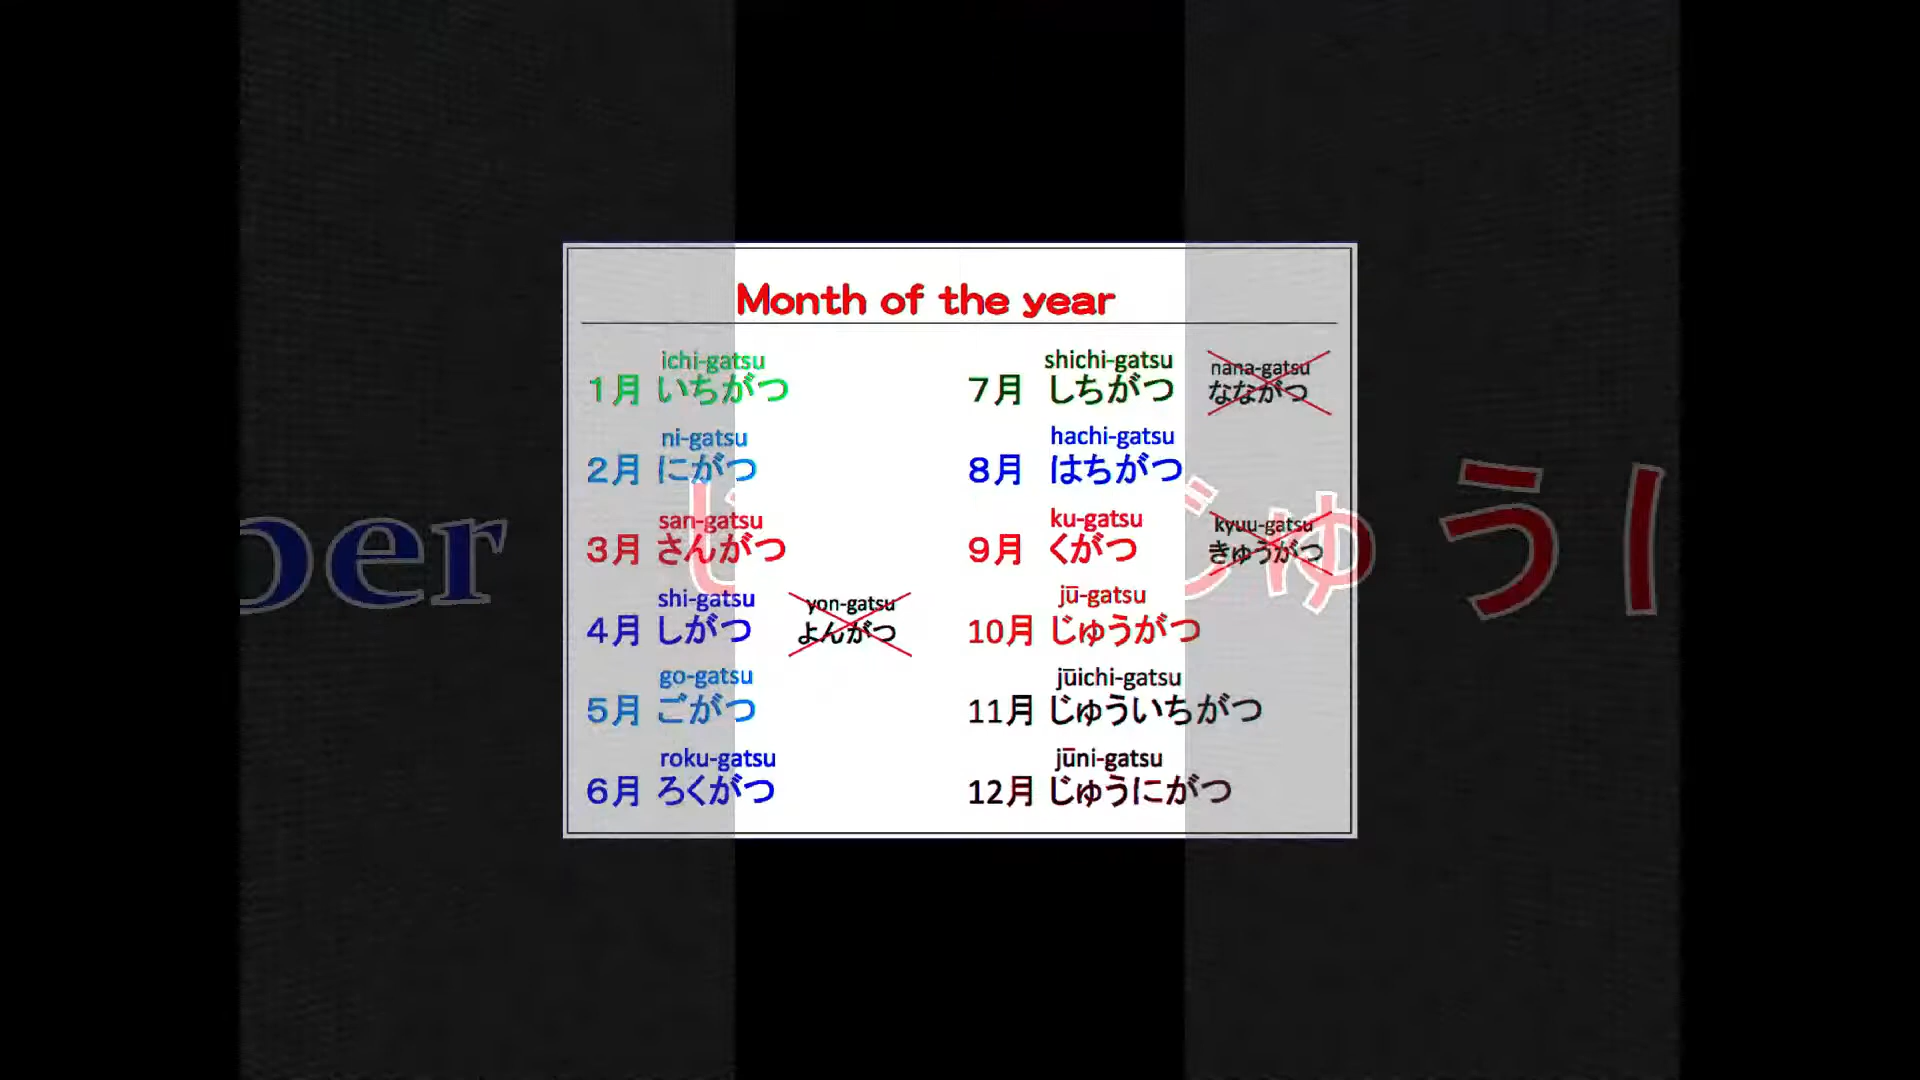 Month of the year
ichi-gatsu
1月 いちがつ
ni-gatsu
2月 にがつ
san-gatsu
3月 さんがつ
shi-gatsu
4月 しがつ
yon-gatsu
よんがつ
go-gatsu
5月 ごがつ
roku-gatsu
6月 ろくがつ
shichi-gatsu
7月 しちがつ
nana-gatsu
なながつ
hachi-gatsu
8月 はちがつ
ku-gatsu
9月 くがつ
kyuu-gatsu
きゅうがつ
jū-gatsu
10月 じゅうがつ
jūichi-gatsu
11月 じゅういちがつ
jūni-gatsu
12月 じゅうにがつ
ber じゅう